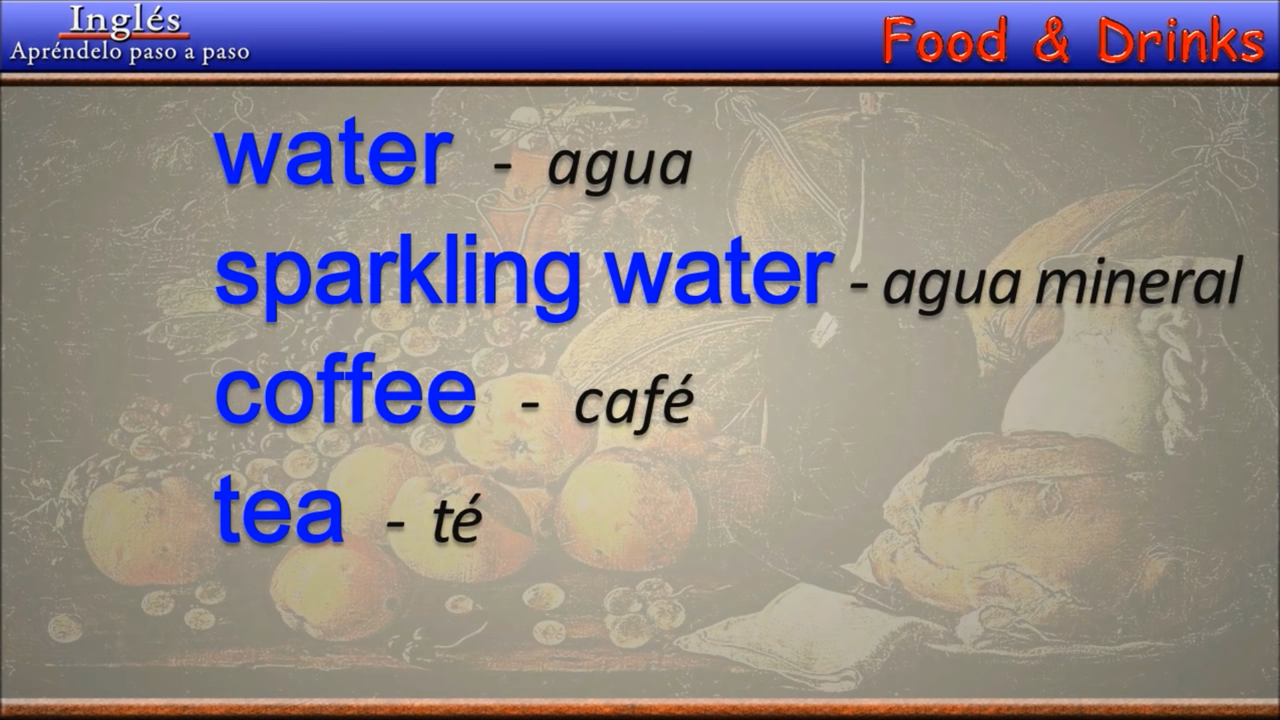 Inglés
Apréndelo paso a paso
Food & Drinks
water - agua
sparkling water - agua mineral
coffee - café
tea - té